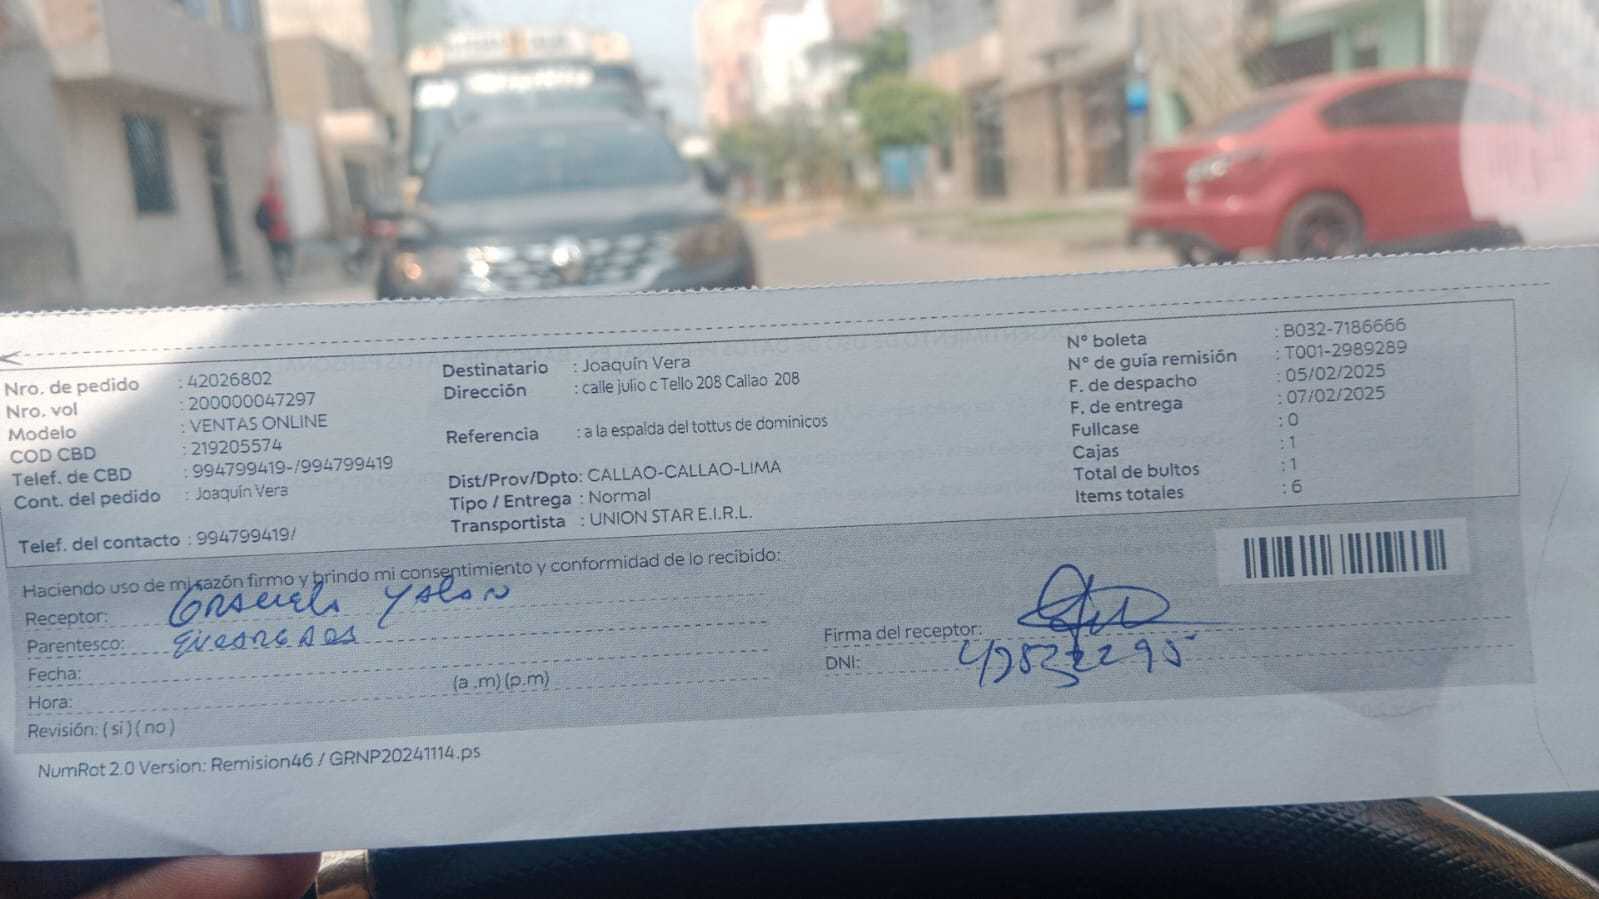 Nro. de pedido : 42026802
Nro. vol : 200000047297
Modelo : VENTAS ONLINE
COD CBD : 219205574
Telef. de CBD : 994799419-/994799419
Cont. del pedido : Joaquín Vera
Telef. del contacto : 994799419/
Destinatario : Joaquín Vera
Dirección : calle julio c Tello 208 Callao 208
Referencia : a la espalda del tottus de dominicos
Dist/Prov/Dpto: CALLAO-CALLAO-LIMA
Tipo / Entrega : Normal
Transportista : UNION STAR E.I.R.L.
N° boleta : B032-7186666
N° de guía remisión : T001-2989289
F. de despacho : 05/02/2025
F. de entrega : 07/02/2025
Fullcase : 0
Cajas : 1
Total de bultos : 1
Items totales : 6
Haciendo uso de mi razón firmo y brindo mi consentimiento y conformidad de lo recibido:
Receptor:
Parentesco:
Fecha:
Hora: (a .m) (p.m)
Revisión: ( si ) ( no )
Firma del receptor:
DNI:
NumRot 2.0 Version: Remision46 / GRNP20241114.ps